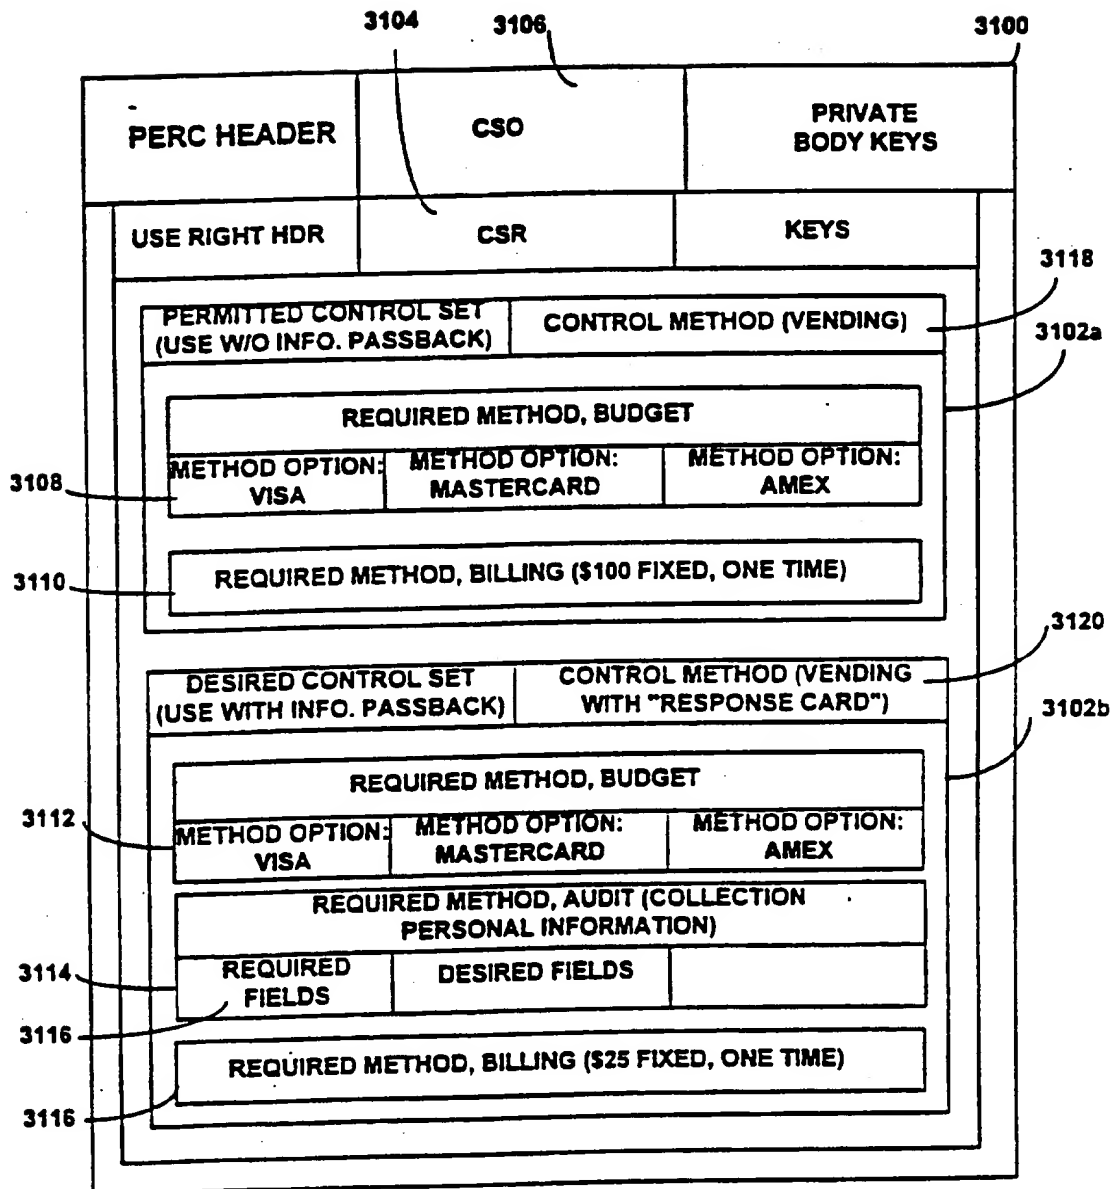 3104
3106
3100
PERC HEADER
CSO
PRIVATE
BODY KEYS
USE RIGHT HDR
CSR
KEYS
3118
PERMITTED CONTROL SET
(USE W/O INFO. PASSBACK)
CONTROL METHOD (VENDING)
3102a
REQUIRED METHOD, BUDGET
3108
METHOD OPTION:
VISA
METHOD OPTION:
MASTERCARD
METHOD OPTION:
AMEX
3110
REQUIRED METHOD, BILLING ($100 FIXED, ONE TIME)
3120
DESIRED CONTROL SET
(USE WITH INFO. PASSBACK)
CONTROL METHOD (VENDING
WITH "RESPONSE CARD")
3102b
REQUIRED METHOD, BUDGET
3112
METHOD OPTION:
VISA
METHOD OPTION:
MASTERCARD
METHOD OPTION:
AMEX
REQUIRED METHOD, AUDIT (COLLECTION
PERSONAL INFORMATION)
3114
REQUIRED
FIELDS
DESIRED FIELDS
3116
REQUIRED METHOD, BILLING ($25 FIXED, ONE TIME)
3116